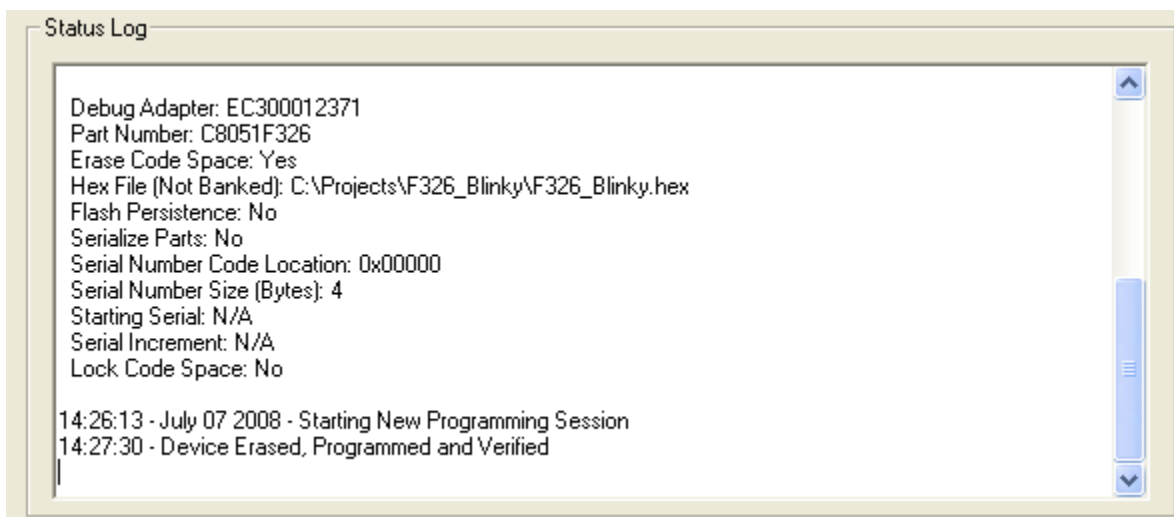 Status Log
Debug Adapter: EC300012371
Part Number: C8051F326
Erase Code Space: Yes
Hex File (Not Banked): C:\Projects\F326_Blinky\F326_Blinky.hex
Flash Persistence: No
Serialize Parts: No
Serial Number Code Location: 0x00000
Serial Number Size (Bytes): 4
Starting Serial: N/A
Serial Increment: N/A
Lock Code Space: No
14:26:13 - July 07 2008 - Starting New Programming Session
14:27:30 - Device Erased, Programmed and Verified